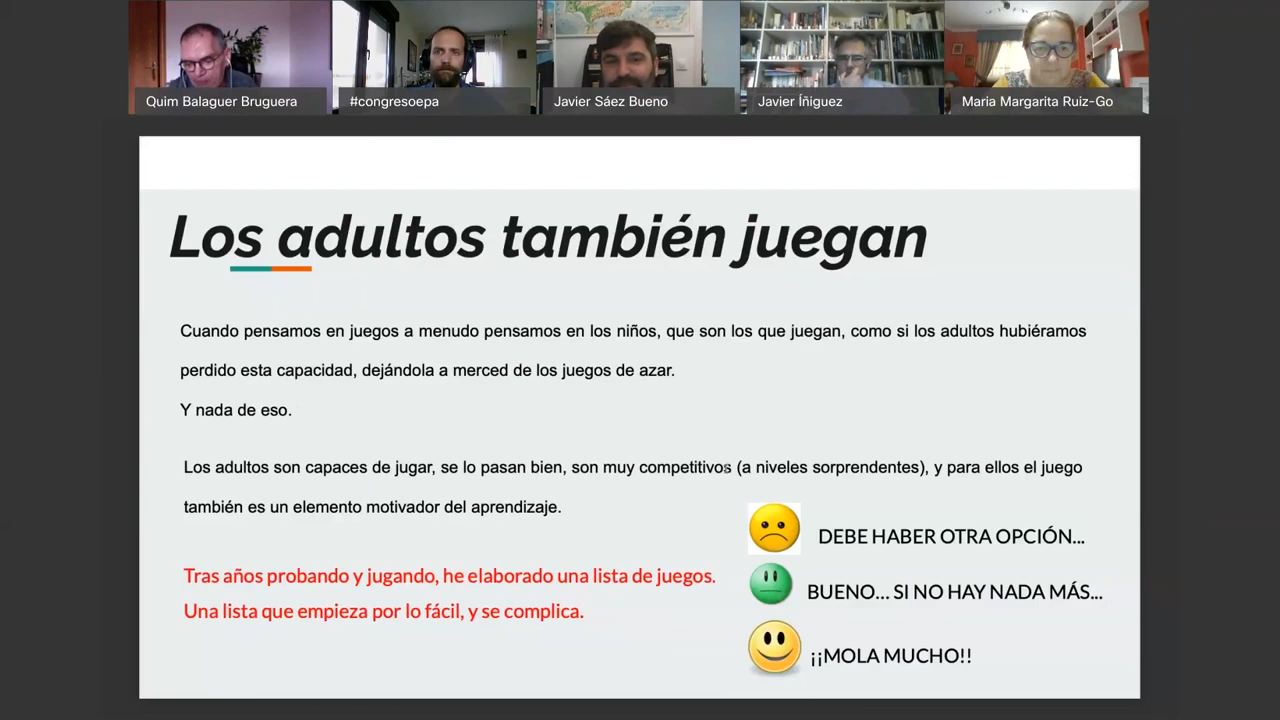 Quim Balaguer Bruguera
#congresoepa
Javier Sáez Bueno
Javier Íñiguez
Maria Margarita Ruiz-Go
Los adultos también juegan
Cuando pensamos en juegos a menudo pensamos en los niños, que son los que juegan, como si los adultos hubiéramos
perdido esta capacidad, dejándola a merced de los juegos de azar.
Y nada de eso.
Los adultos son capaces de jugar, se lo pasan bien, son muy competitivos (a niveles sorprendentes), y para ellos el juego
también es un elemento motivador del aprendizaje.
Tras años probando y jugando, he elaborado una lista de juegos.
Una lista que empieza por lo fácil, y se complica.
DEBE HABER OTRA OPCIÓN...
BUENO... SI NO HAY NADA MÁS...
¡¡MOLA MUCHO!!